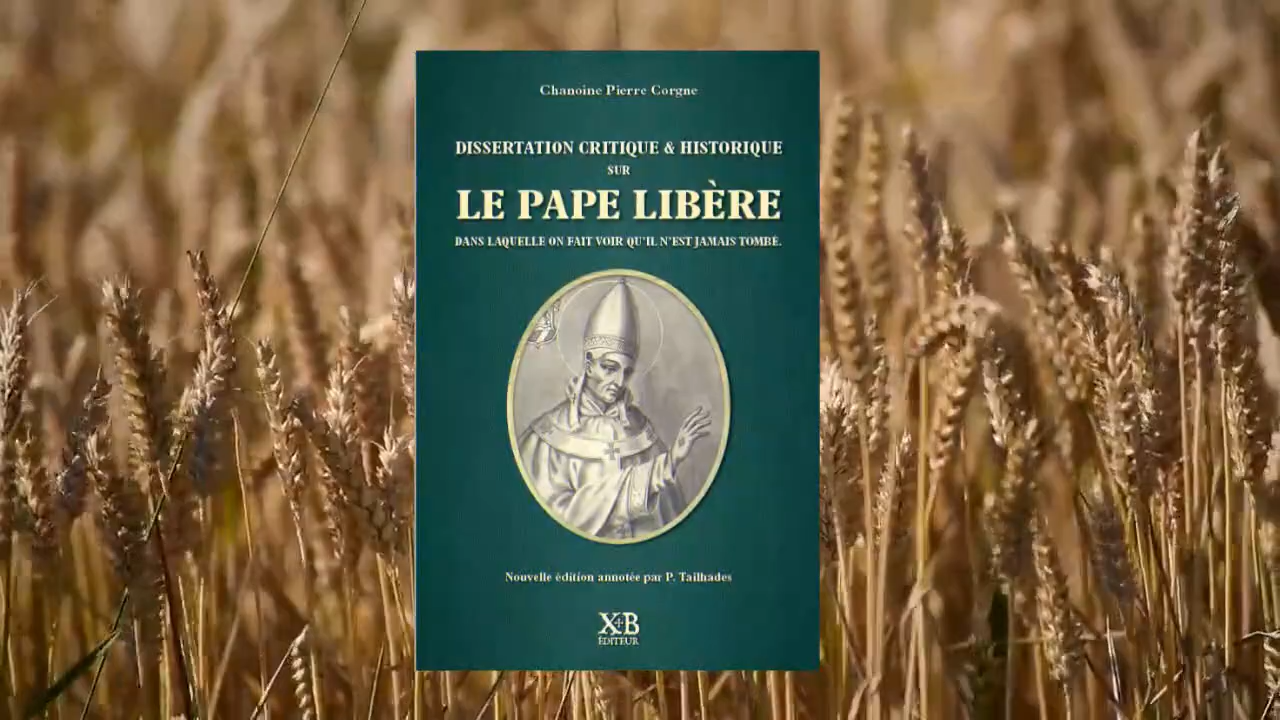 Chanoine Pierre Corgne
DISSERTATION CRITIQUE & HISTORIQUE
SUR
LE PAPE LIBÈRE
DANS LAQUELLE ON FAIT VOIR QU'IL N'EST JAMAIS TOMBÉ.
Nouvelle édition annotée par P. Tailhades
X+B
ÉDITEUR